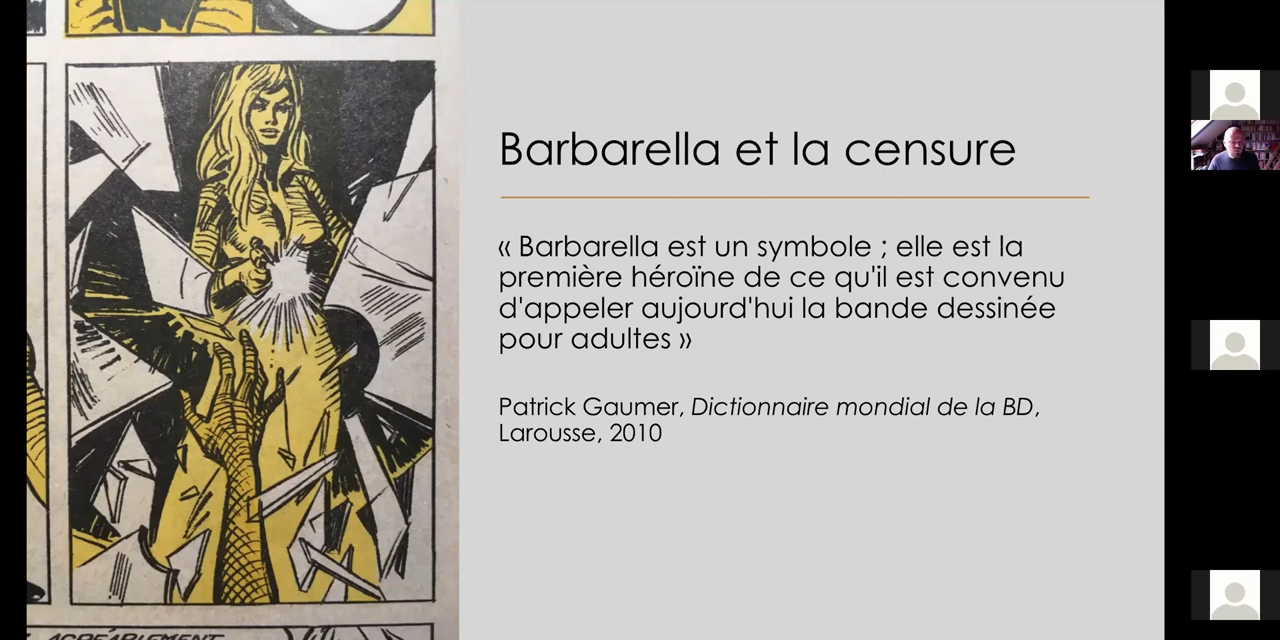 Barbarella et la censure
« Barbarella est un symbole ; elle est la
première héroïne de ce qu'il est convenu
d'appeler aujourd'hui la bande dessinée
pour adultes »
Patrick Gaumer, Dictionnaire mondial de la BD,
Larousse, 2010
AGRÉABLEMENT